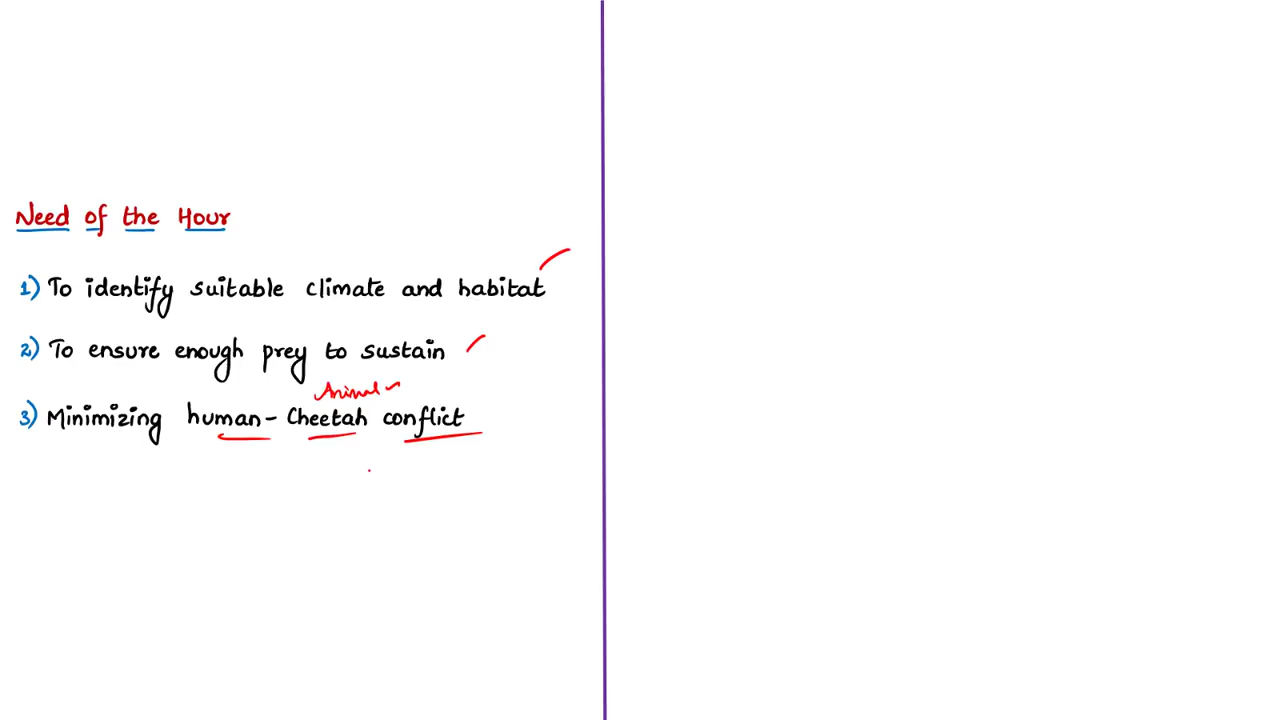 Need of the Hour
1) To identify suitable climate and habitat
2) To ensure enough prey to sustain
Animal
3) Minimizing human - Cheetah conflict